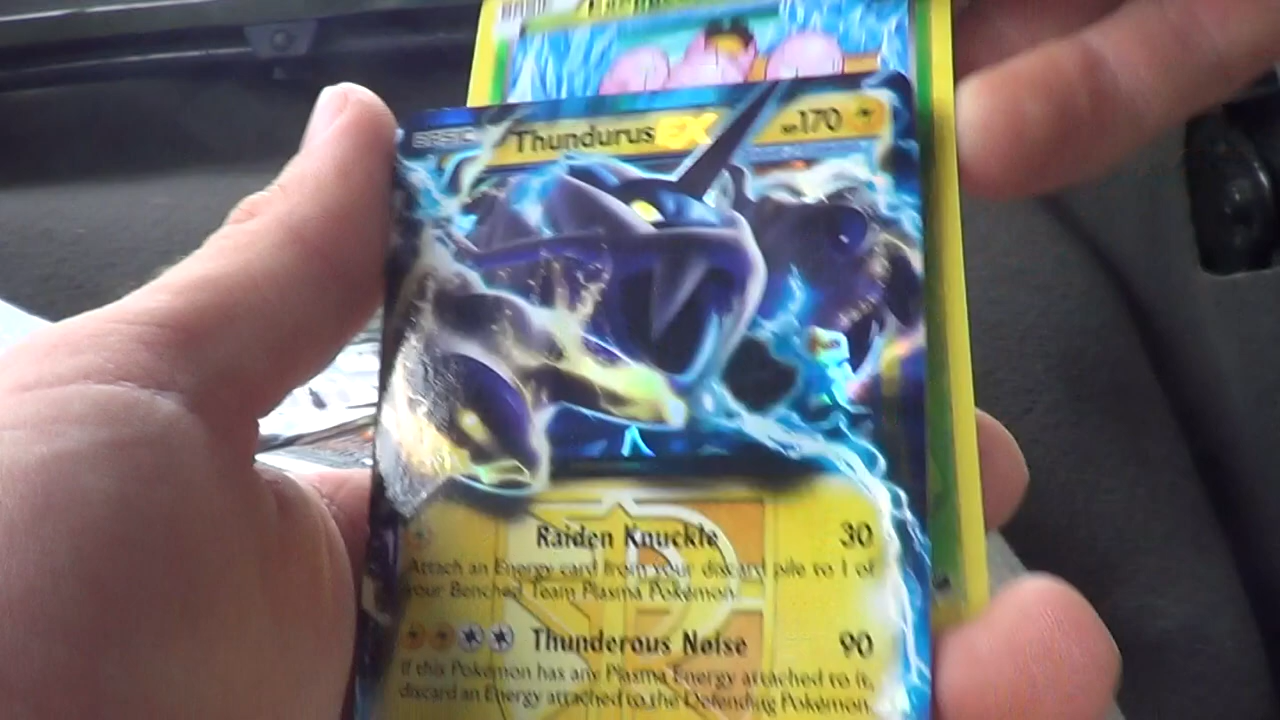 BASIC Thundurus EX HP170
Raiden Knuckle 30
Attach an Energy card from your discard pile to 1 of
your Benched Team Plasma Pokémon.
Thunderous Noise 90
If this Pokémon has any Plasma Energy attached to it,
discard an Energy attached to the Defending Pokémon.